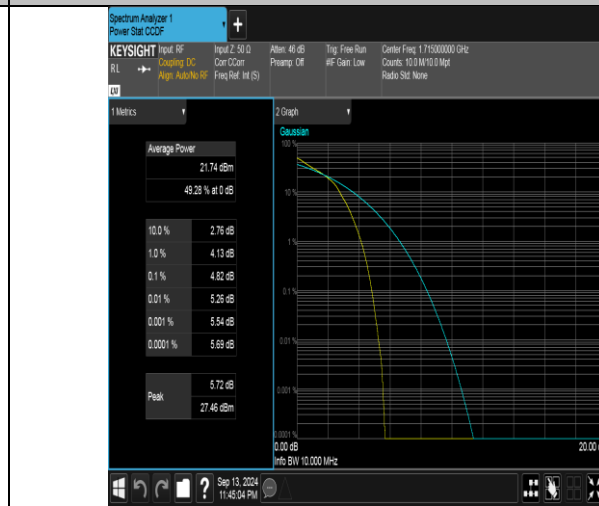 Spectrum Analyzer 1
Power Stat CCDF
+
KEYSIGHT
RL
LXI
Input: RF
Coupling: DC
Align: Auto/No RF
Input Z: 50 Ω
Corr CCorr
Freq Ref: Int (S)
Atten: 46 dB
Preamp: Off
Trig: Free Run
#IF Gain: Low
Center Freq: 1.715000000 GHz
Counts: 10.0 M/10.0 Mpt
Radio Std: None
1 Metrics
Average Power
21.74 dBm
49.28 % at 0 dB
10.0 % 2.76 dB
1.0 % 4.13 dB
0.1 % 4.82 dB
0.01 % 5.26 dB
0.001 % 5.54 dB
0.0001 % 5.69 dB
Peak
5.72 dB
27.46 dBm
2 Graph
Gaussian
100 %
10 %
1 %
0.1 %
0.01 %
0.001 %
0.0001 %
0.00 dB
20.00
Info BW 10.000 MHz
?
Sep 13, 2024
11:45:04 PM